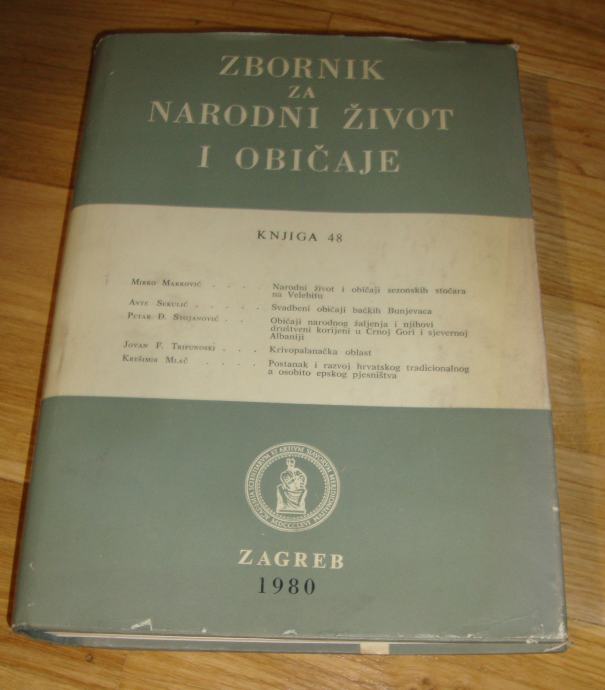 ZBORNIK
ZA
NARODNI ŽIVOT
I OBIČAJE
KNJIGA 48
MIRKO MARKOVIĆ . . . . Narodni život i običaji sezonskih stočara
na Velebitu
ANTE SEKULIĆ . . . . . Svadbeni običaji bačkih Bunjevaca
PETAR Đ. STOJANOVIĆ . . Običaji narodnog žaljenja i njihovi
društveni korijeni u Crnoj Gori i sjevernoj
Albaniji
JOVAN F. TRIFUNOSKI . . . Krivopalanačka oblast
KREŠIMIR MLAČ . . . . . Postanak i razvoj hrvatskog tradicionalnog
a osobito epskog pjesništva
ZAGREB
1980